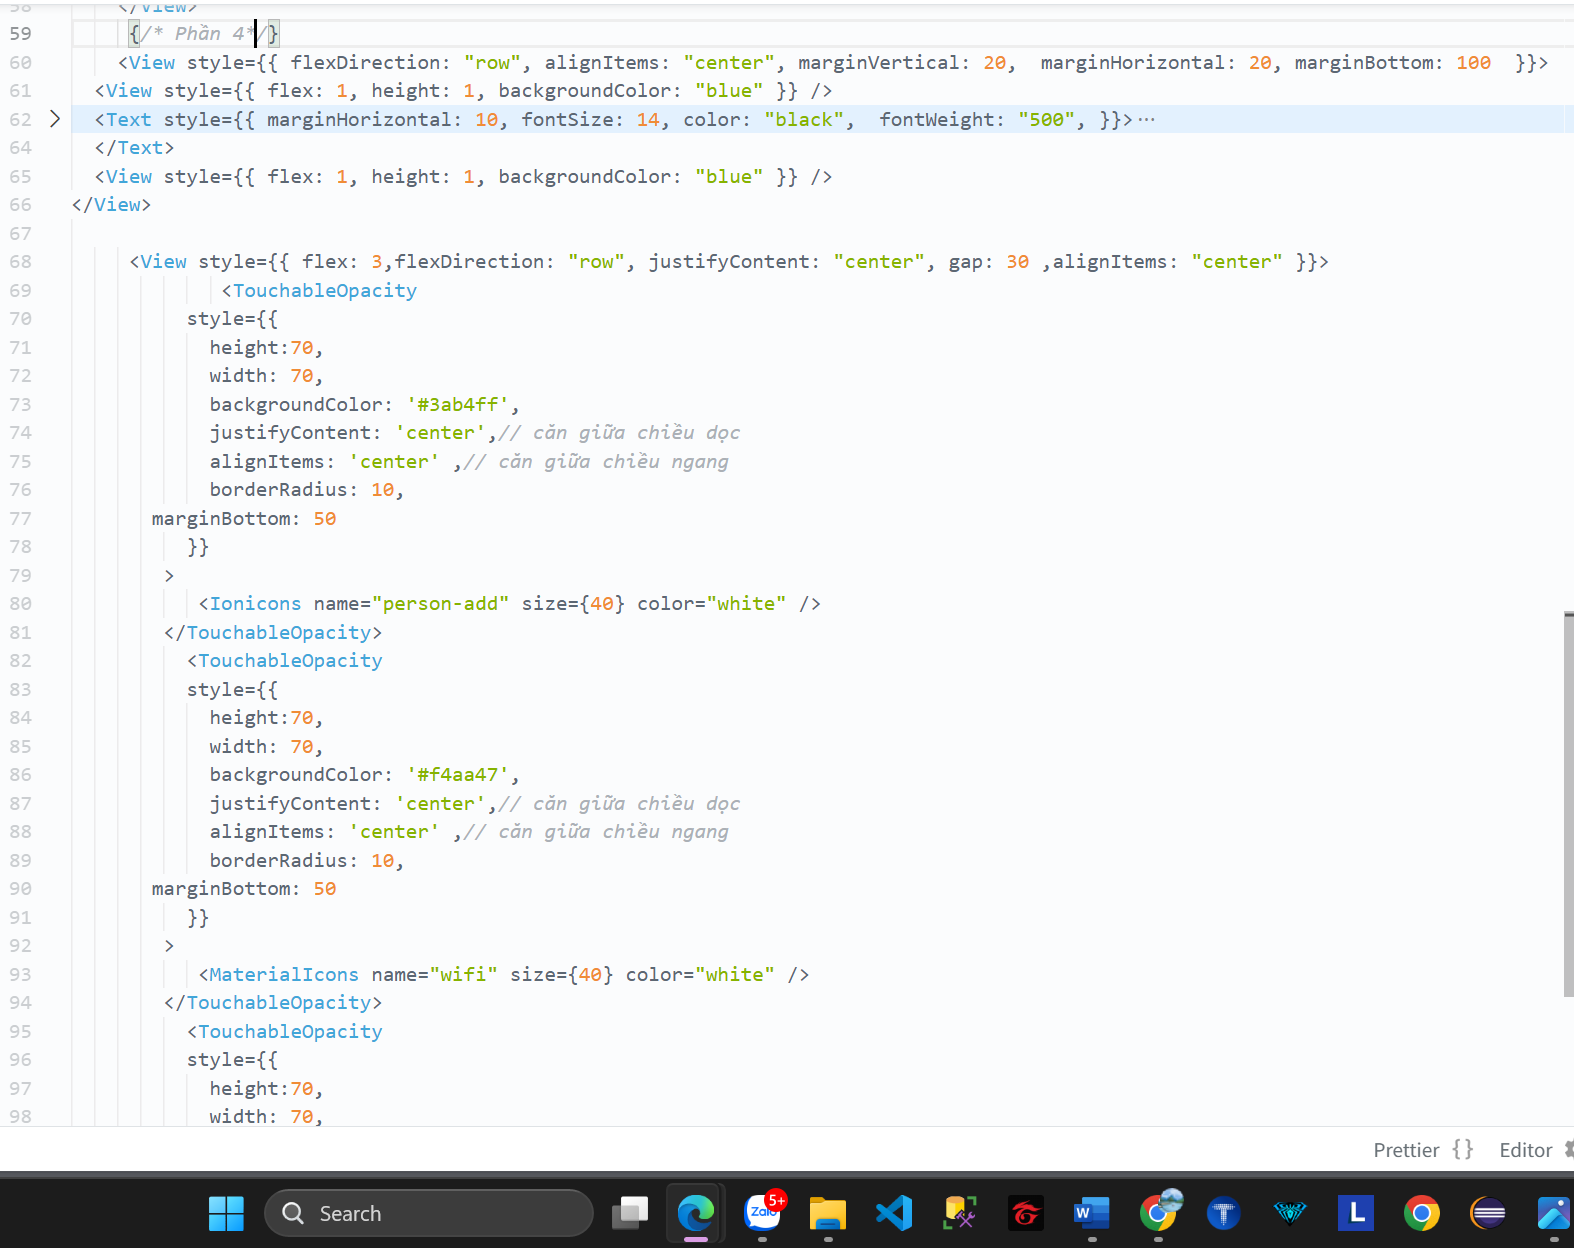 58 </View>
59 {/* Phần 4*/}
60 <View style={{ flexDirection: "row", alignItems: "center", marginVertical: 20,  marginHorizontal: 20, marginBottom: 100  }}>
61 <View style={{ flex: 1, height: 1, backgroundColor: "blue" }} />
62 <Text style={{ marginHorizontal: 10, fontSize: 14, color: "black",  fontWeight: "500", }}>···
64 </Text>
65 <View style={{ flex: 1, height: 1, backgroundColor: "blue" }} />
66 </View>
67
68 <View style={{ flex: 3,flexDirection: "row", justifyContent: "center", gap: 30 ,alignItems: "center" }}>
69 <TouchableOpacity
70 style={{
71 height:70,
72 width: 70,
73 backgroundColor: '#3ab4ff',
74 justifyContent: 'center',// căn giữa chiều dọc
75 alignItems: 'center' ,// căn giữa chiều ngang
76 borderRadius: 10,
77 marginBottom: 50
78 }}
79 >
80 <Ionicons name="person-add" size={40} color="white" />
81 </TouchableOpacity>
82 <TouchableOpacity
83 style={{
84 height:70,
85 width: 70,
86 backgroundColor: '#f4aa47',
87 justifyContent: 'center',// căn giữa chiều dọc
88 alignItems: 'center' ,// căn giữa chiều ngang
89 borderRadius: 10,
90 marginBottom: 50
91 }}
92 >
93 <MaterialIcons name="wifi" size={40} color="white" />
94 </TouchableOpacity>
95 <TouchableOpacity
96 style={{
97 height:70,
98 width: 70,
Prettier {} Editor
Search
Zalo 5+
W
T
L